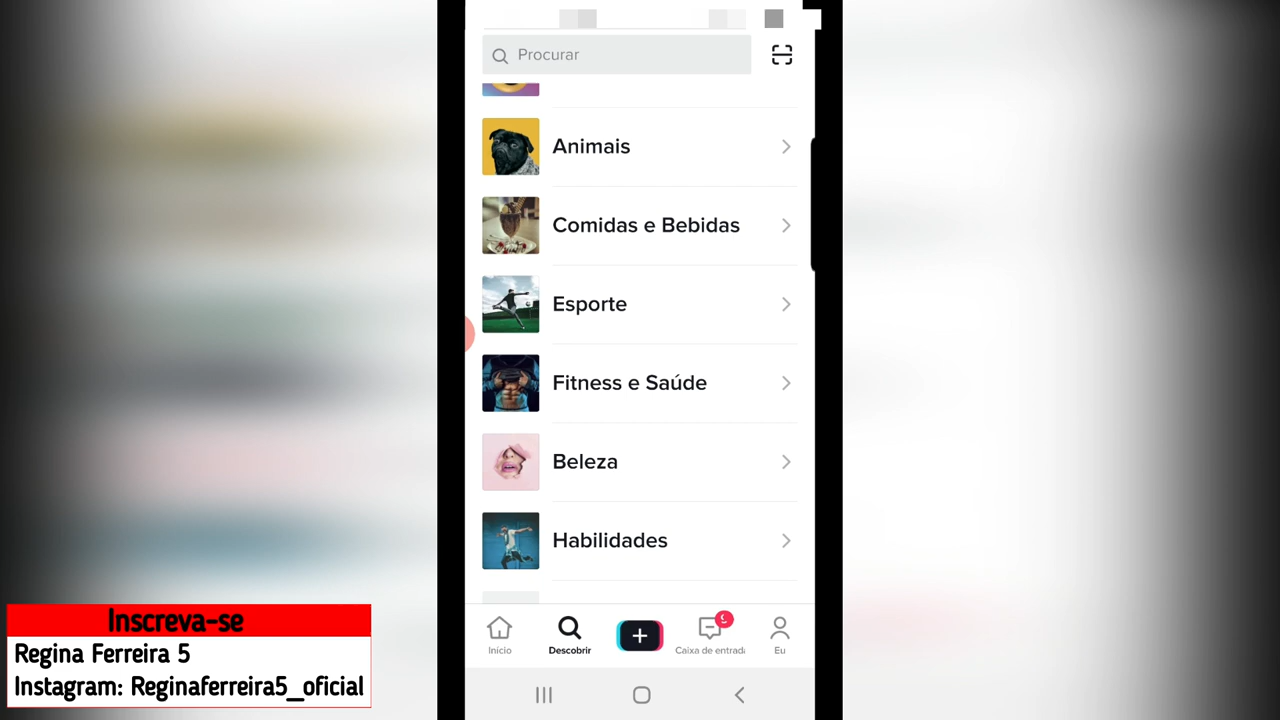 Procurar
Animais
Comidas e Bebidas
Esporte
Fitness e Saúde
Beleza
Habilidades
Início
Descobrir
Caixa de entrada
Eu
Inscreva-se
Regina Ferreira 5
Instagram: Reginaferreira5_oficial